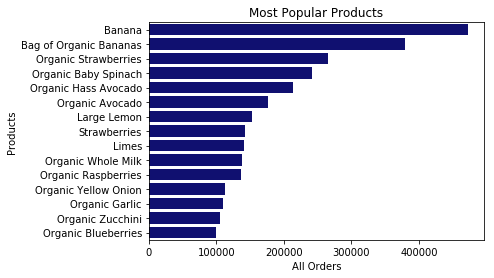 Most Popular Products
Products
Banana
Bag of Organic Bananas
Organic Strawberries
Organic Baby Spinach
Organic Hass Avocado
Organic Avocado
Large Lemon
Strawberries
Limes
Organic Whole Milk
Organic Raspberries
Organic Yellow Onion
Organic Garlic
Organic Zucchini
Organic Blueberries
0 100000 200000 300000 400000
All Orders